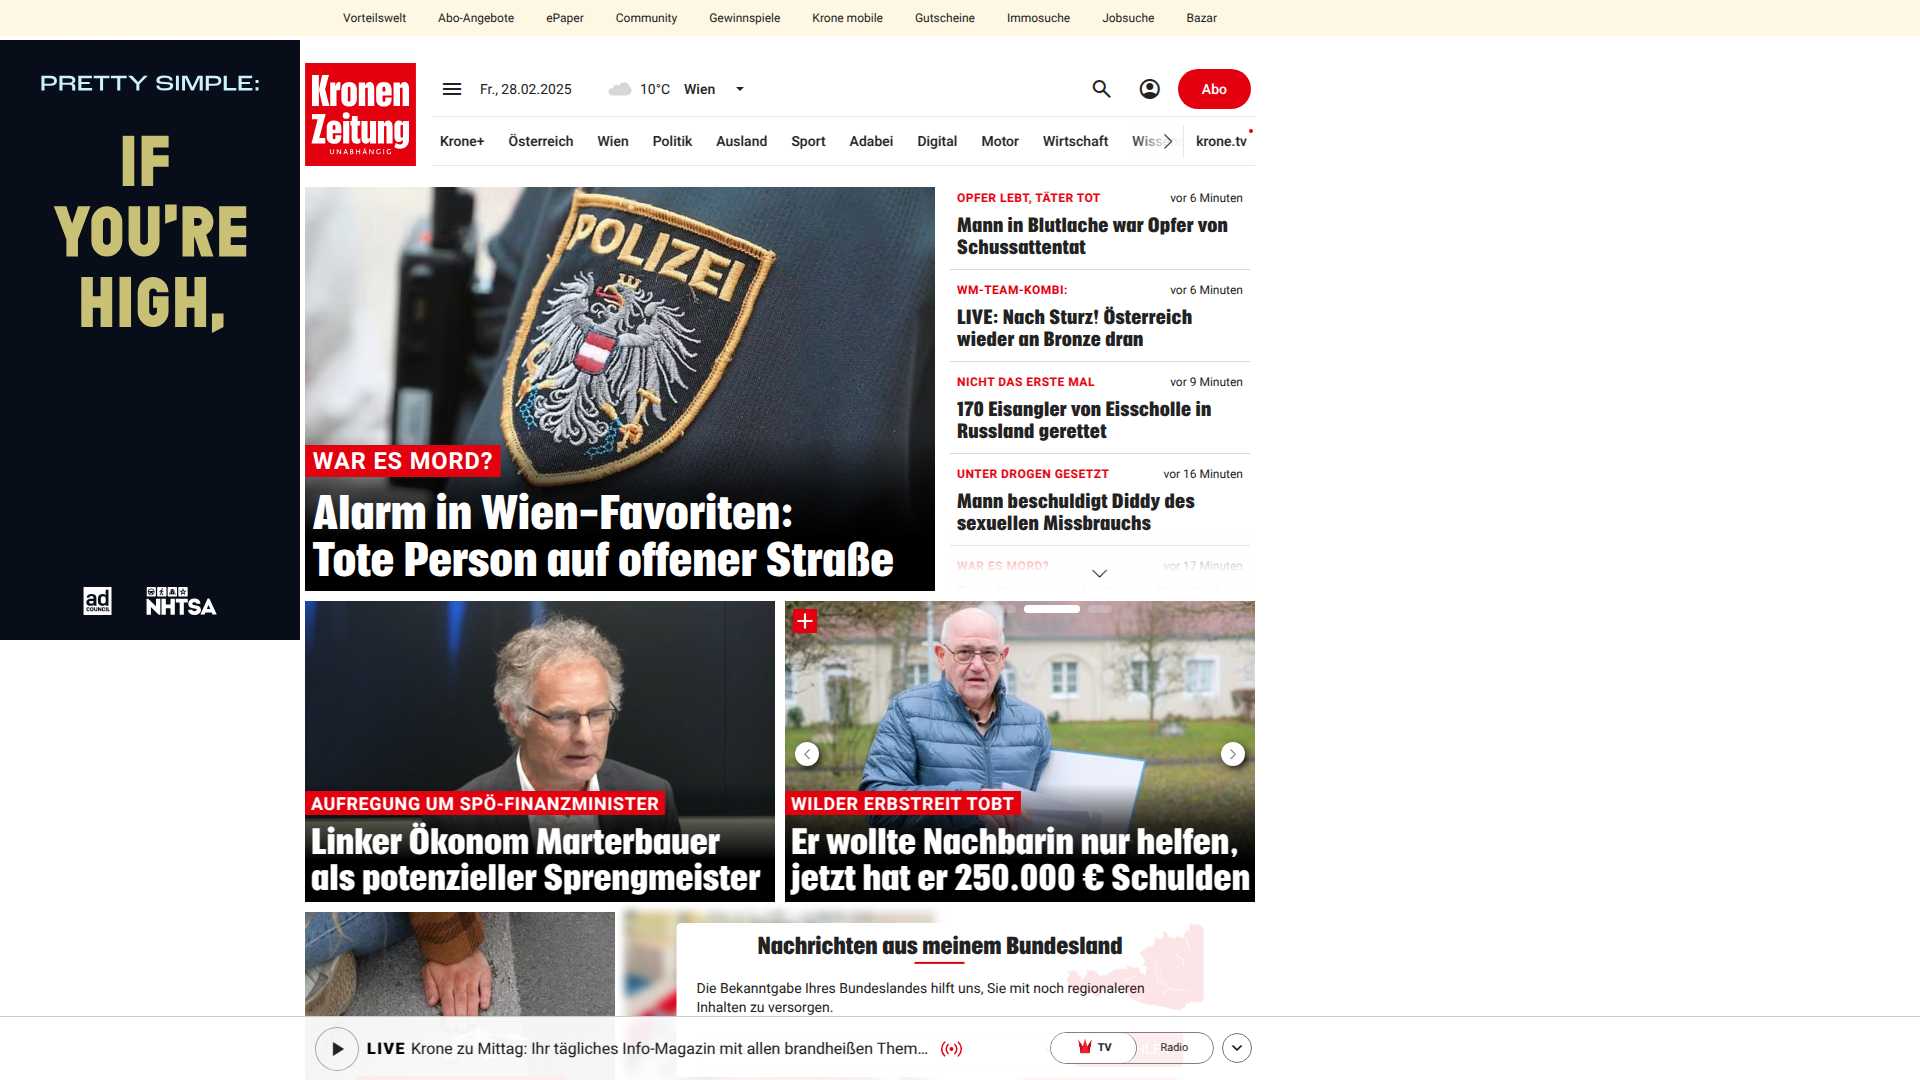 Vorteilswelt Abo-Angebote ePaper Community Gewinnspiele Krone mobile Gutscheine Immosuche Jobsuche Bazar
PRETTY SIMPLE:
IF
YOU'RE
HIGH,
ad
COUNCIL
NHTSA
Kronen
Zeitung
UNABHÄNGIG
Fr., 28.02.2025 10°C Wien
Abo
Krone+ Österreich Wien Politik Ausland Sport Adabei Digital Motor Wirtschaft krone.tv
POLIZEI
WAR ES MORD?
Alarm in Wien-Favoriten:
Tote Person auf offener Straße
OPFER LEBT, TÄTER TOT vor 6 Minuten
Mann in Blutlache war Opfer von
Schussattentat
WM-TEAM-KOMBI: vor 6 Minuten
LIVE: Nach Sturz! Österreich
wieder an Bronze dran
NICHT DAS ERSTE MAL vor 9 Minuten
170 Eisangler von Eisscholle in
Russland gerettet
UNTER DROGEN GESETZT vor 16 Minuten
Mann beschuldigt Diddy des
sexuellen Missbrauchs
WAR ES MORD? vor 17 Minuten
AUFREGUNG UM SPÖ-FINANZMINISTER
Linker Ökonom Marterbauer
als potenzieller Sprengmeister
WILDER ERBSTREIT TOBT
Er wollte Nachbarin nur helfen,
jetzt hat er 250.000 € Schulden
Nachrichten aus meinem Bundesland
Die Bekanntgabe Ihres Bundeslandes hilft uns, Sie mit noch regionaleren
Inhalten zu versorgen.
LIVE Krone zu Mittag: Ihr tägliches Info-Magazin mit allen brandheißen Them...
TV Radio